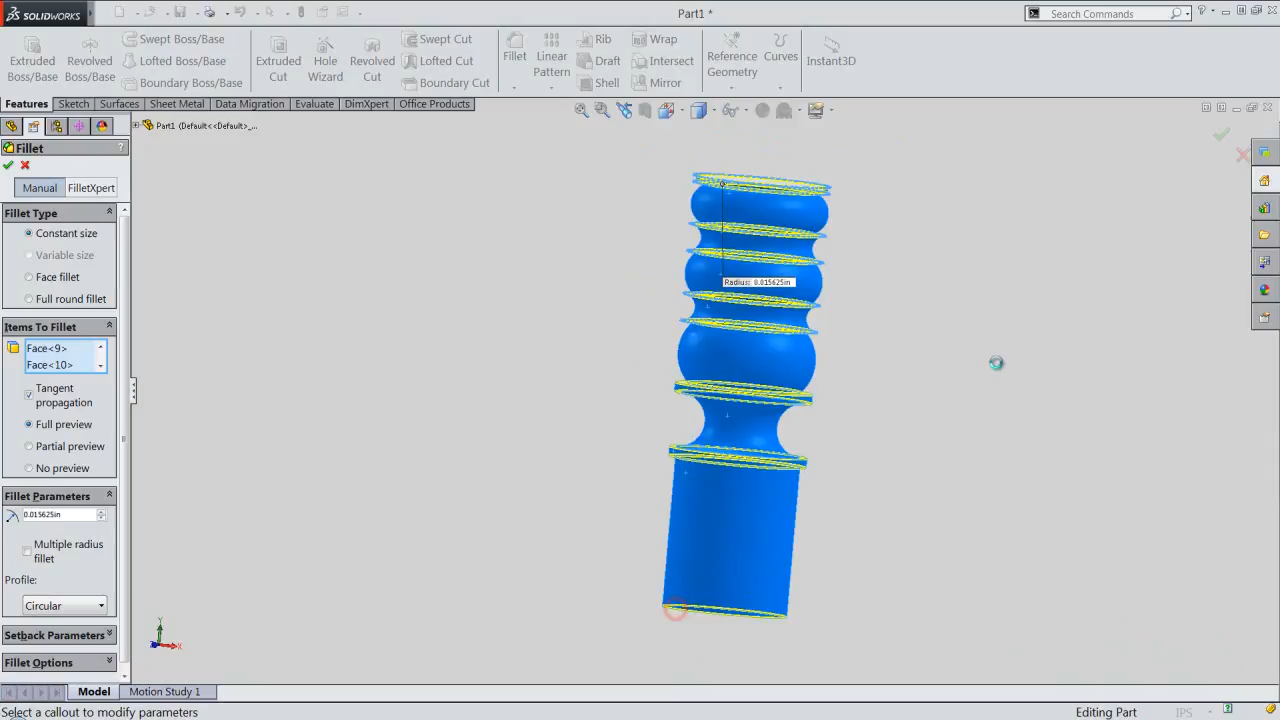 SOLIDWORKS
Part1 *
Search Commands
Extruded Boss/Base
Revolved Boss/Base
Swept Boss/Base
Lofted Boss/Base
Boundary Boss/Base
Extruded Cut
Hole Wizard
Revolved Cut
Swept Cut
Lofted Cut
Boundary Cut
Fillet
Linear Pattern
Rib
Draft
Shell
Wrap
Intersect
Mirror
Reference Geometry
Curves
Instant3D
Features
Sketch
Surfaces
Sheet Metal
Data Migration
Evaluate
DimXpert
Office Products
Part1 (Default<<Default>_...
Fillet
?
Manual
FilletXpert
Fillet Type
Constant size
Variable size
Face fillet
Full round fillet
Items To Fillet
Face<9>
Face<10>
Tangent
propagation
Full preview
Partial preview
No preview
Fillet Parameters
0.015625in
Multiple radius
fillet
Profile:
Circular
Setback Parameters
Fillet Options
Radius: 0.015625in
Y
X
Z
Model
Motion Study 1
Select a callout to modify parameters
Editing Part
IPS